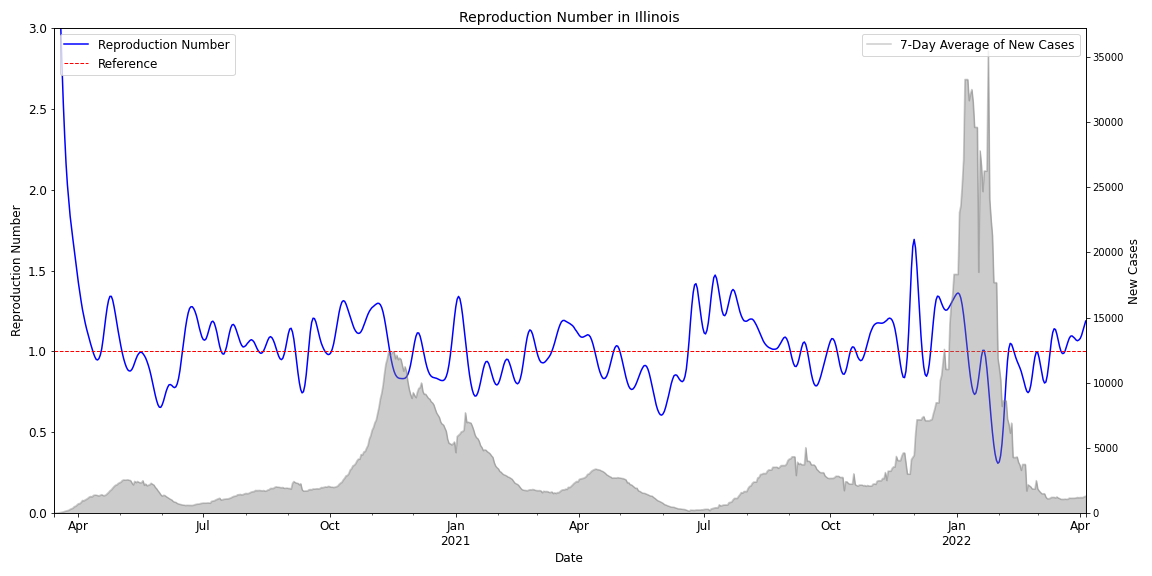 Reproduction Number in Illinois
Reproduction Number
Reference
7-Day Average of New Cases
3.0
2.5
2.0
1.5
1.0
0.5
0.0
Reproduction Number
35000
30000
25000
20000
15000
10000
5000
0
New Cases
Apr Jul Oct Jan Apr Jul Oct Jan Apr
2021 2022
Date